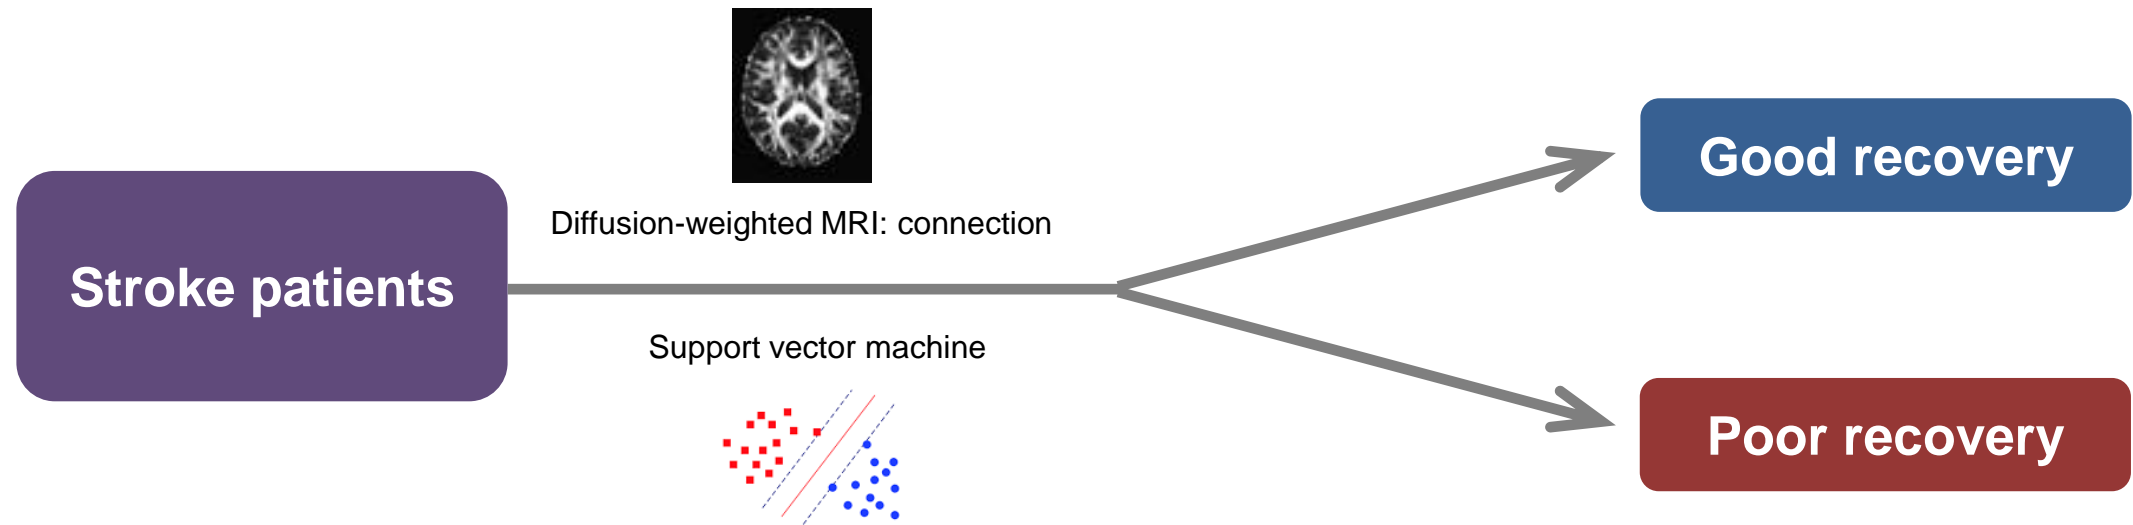 Diffusion-weighted MRI: connection
Stroke patients
Support vector machine
Good recovery
Poor recovery